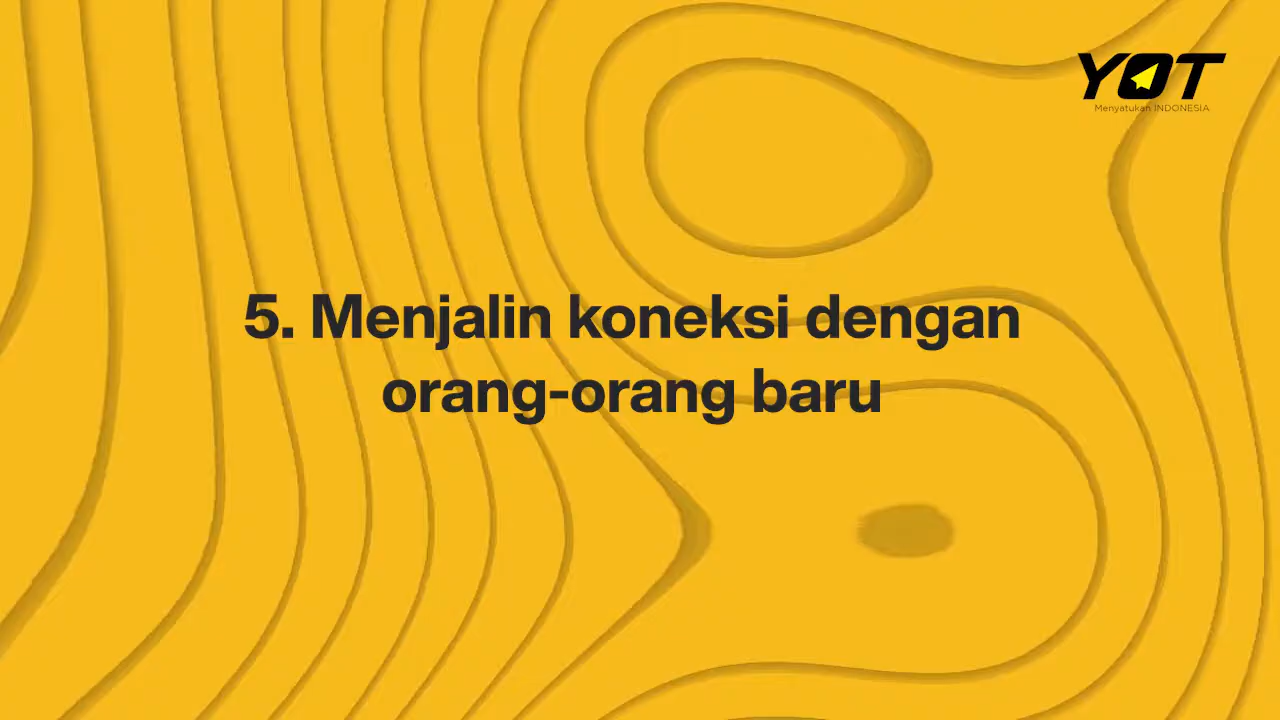 YOT
Menyatukan INDONESIA
5. Menjalin koneksi dengan
orang-orang baru